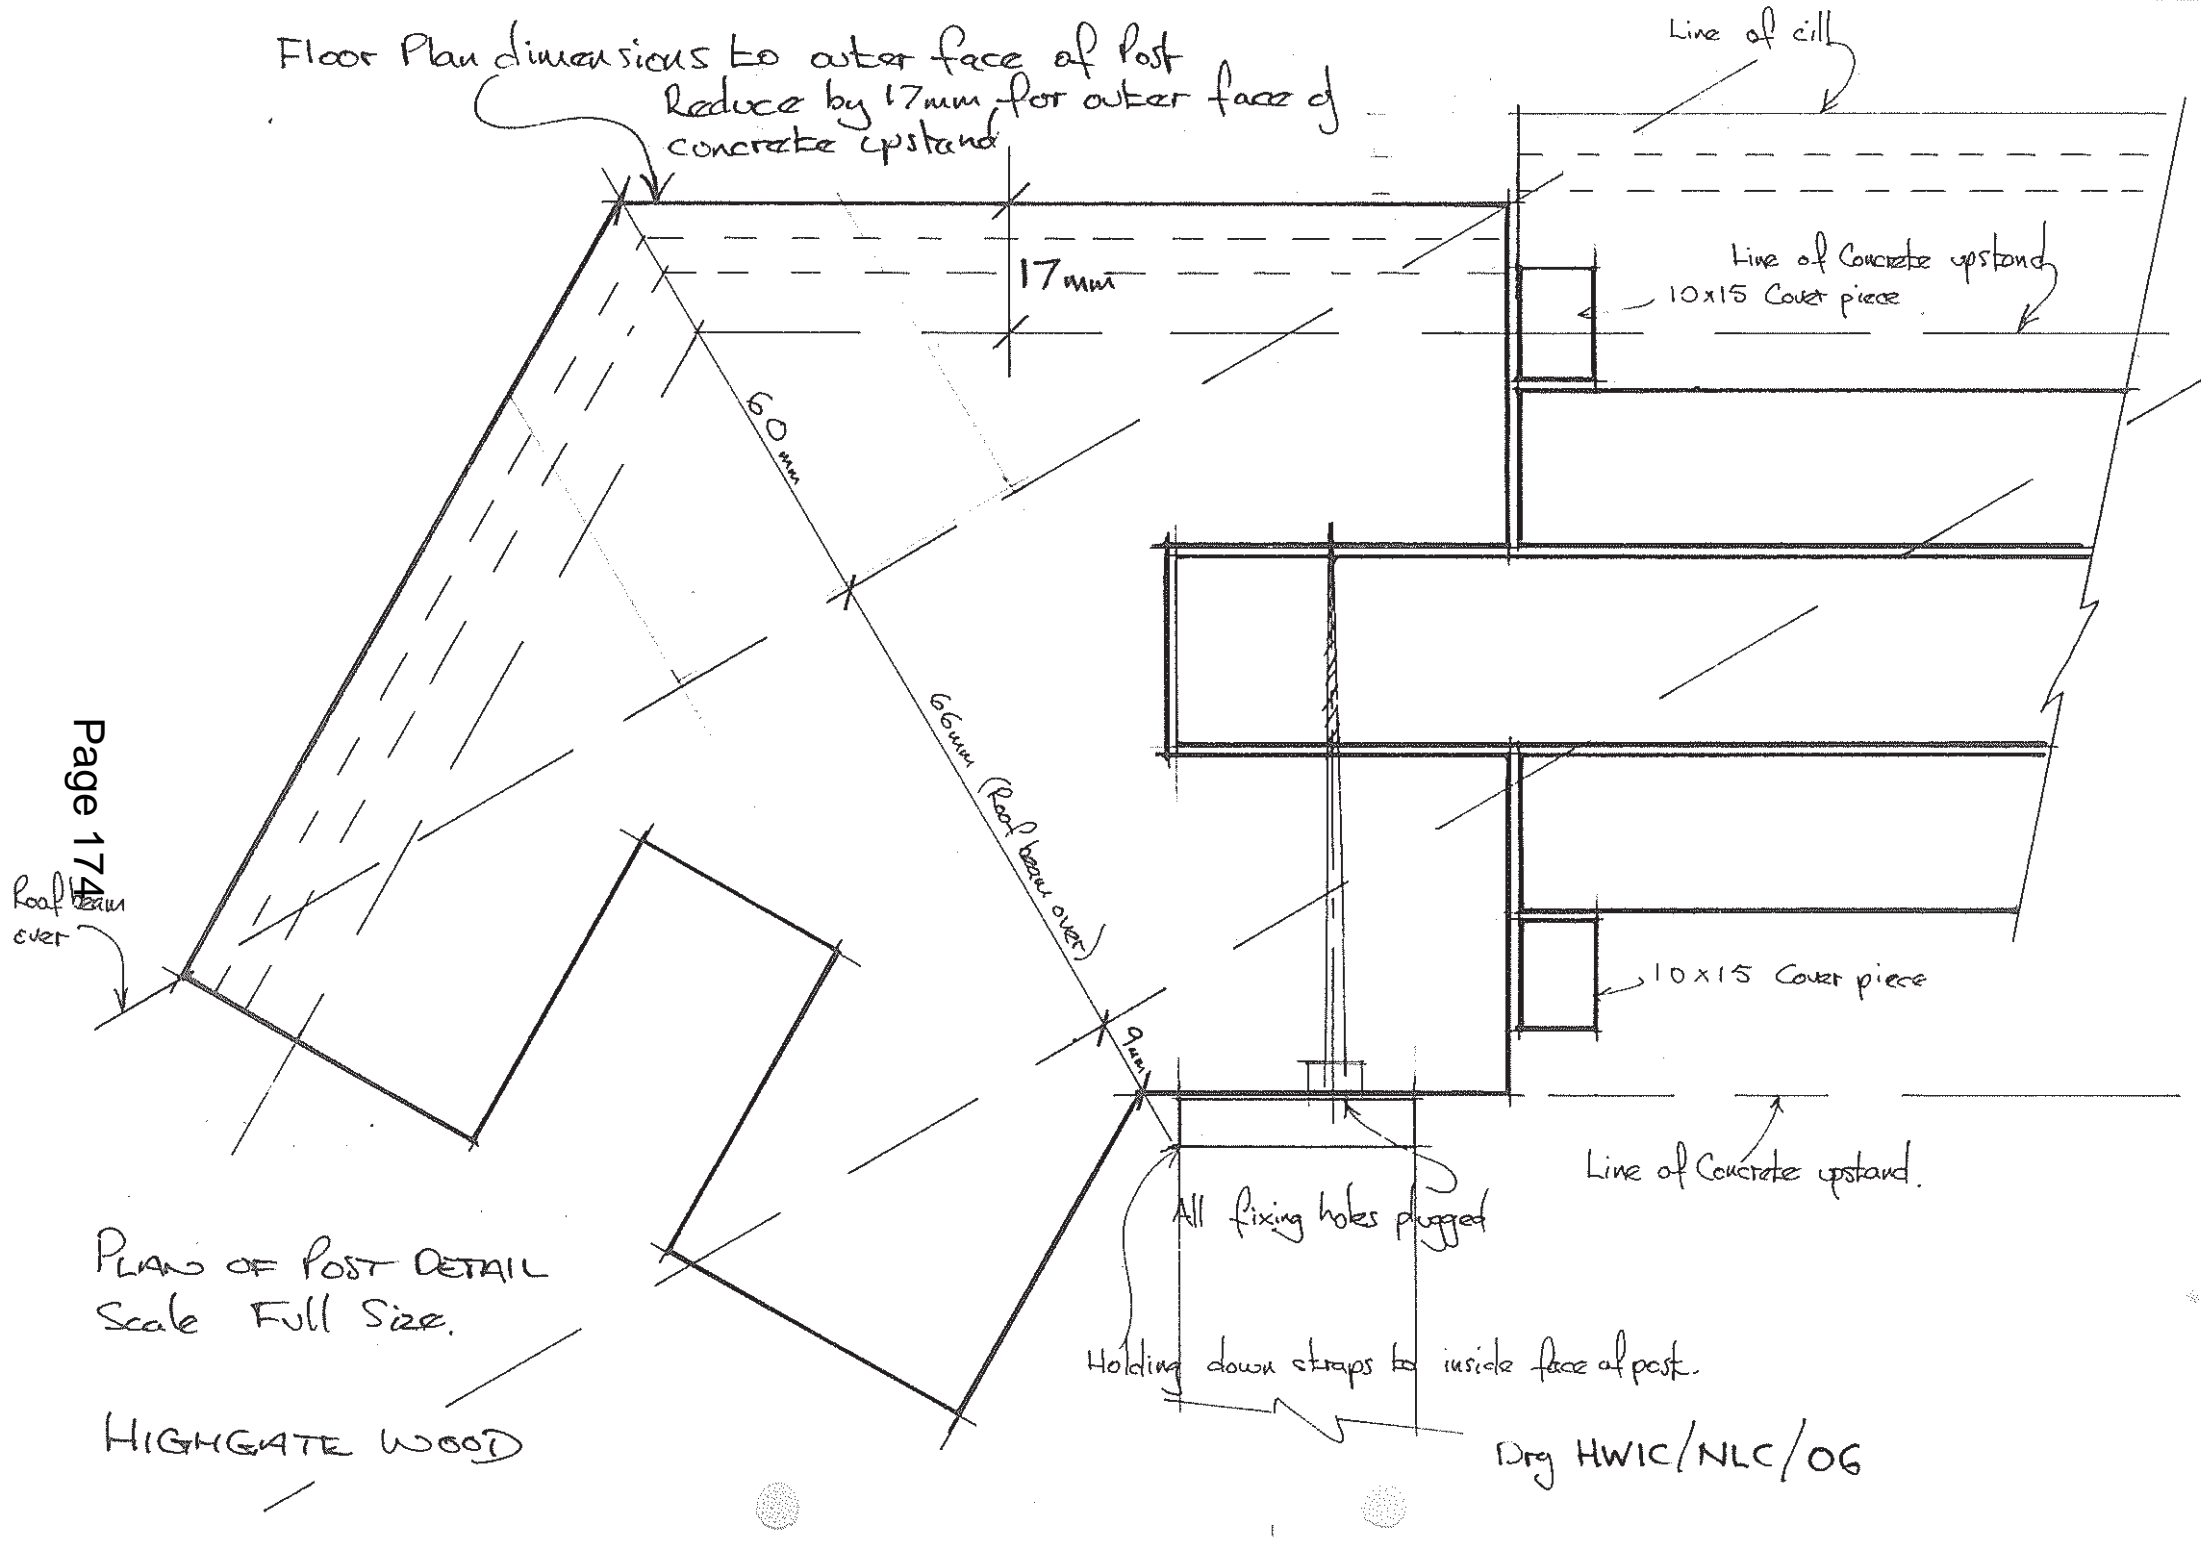 Floor Plan dimensions to outer face of Post
Reduce by 17mm for outer face of
concrete upstand
Line of cill
Line of Concrete upstand
10x15 Cover piece
17mm
60mm
66mm (Roof beam over)
9mm
Page 174
Roof beam
over
10x15 Cover piece
Line of Concrete upstand.
All fixing holes plugged
Holding down straps to inside face of post.
PLAN OF POST DETAIL
Scale Full Size.
HIGHGATE WOOD
Drg HWIC/NLC/06